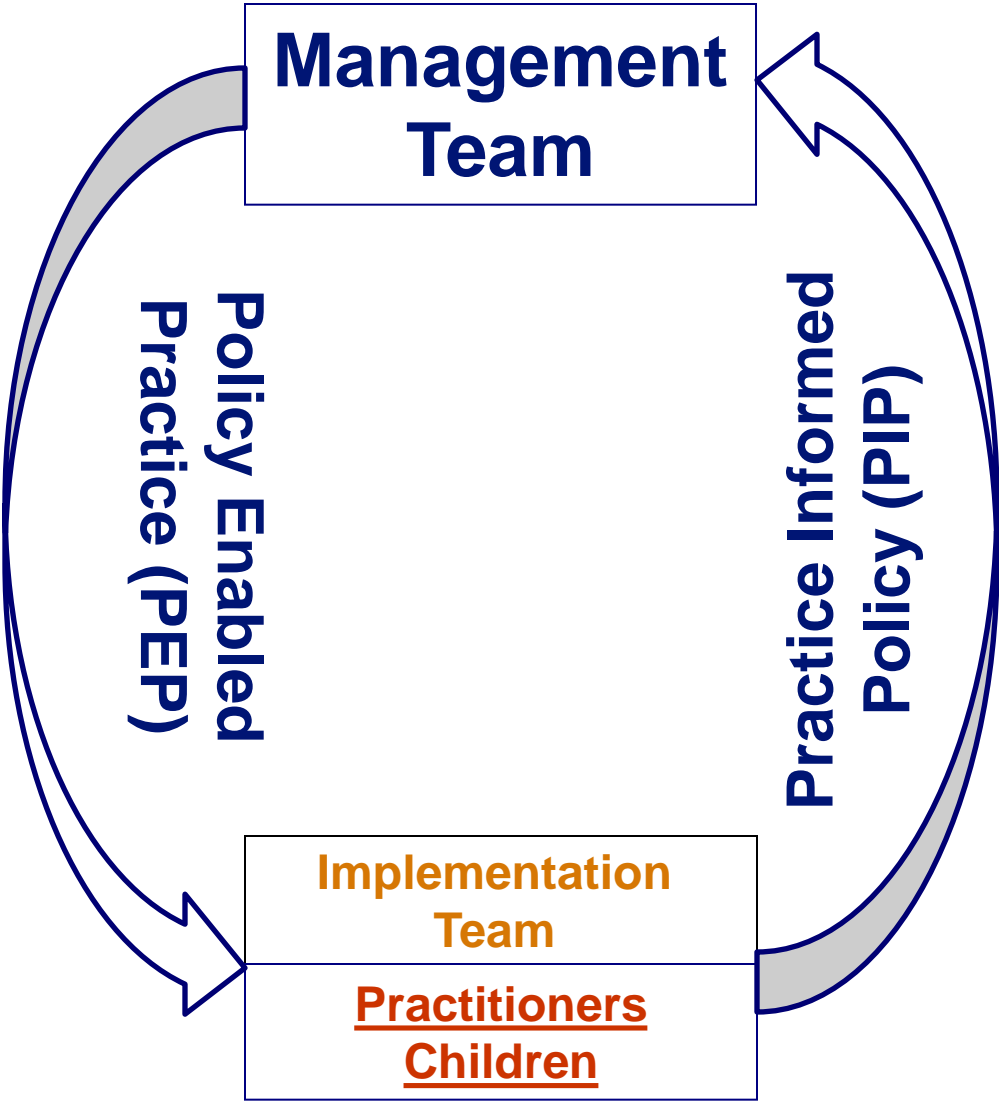 Management
Team
Policy Enabled
Practice (PEP)
Practice Informed
Policy (PIP)
Implementation
Team
Practitioners
Children